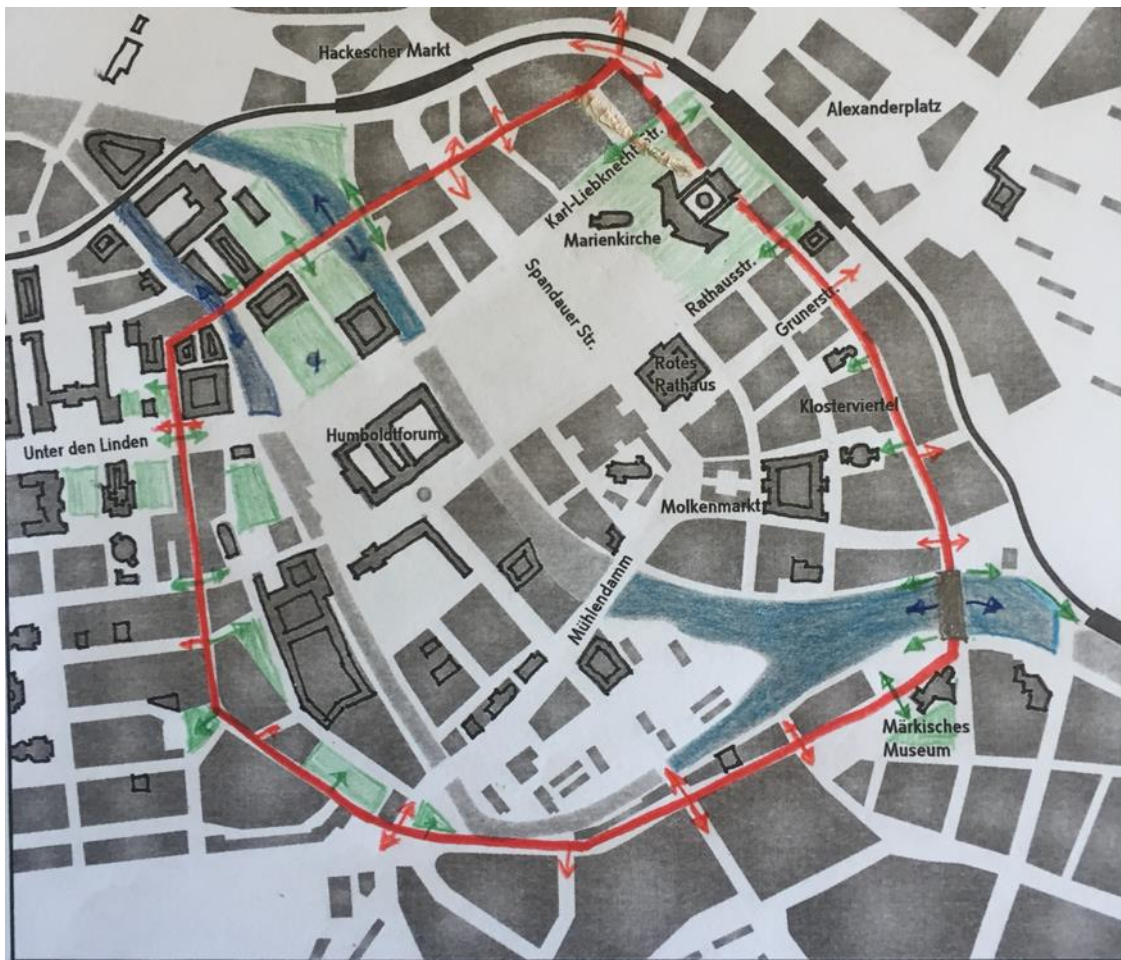 Hackescher Markt
Alexanderplatz
Karl-Liebknecht-Str.
Marienkirche
Spandauer Str.
Rathausstr.
Grunerstr.
Rotes
Rathaus
Klosterviertel
Unter den Linden
Humboldtforum
Molkenmarkt
Mühlendamm
Märkisches
Museum